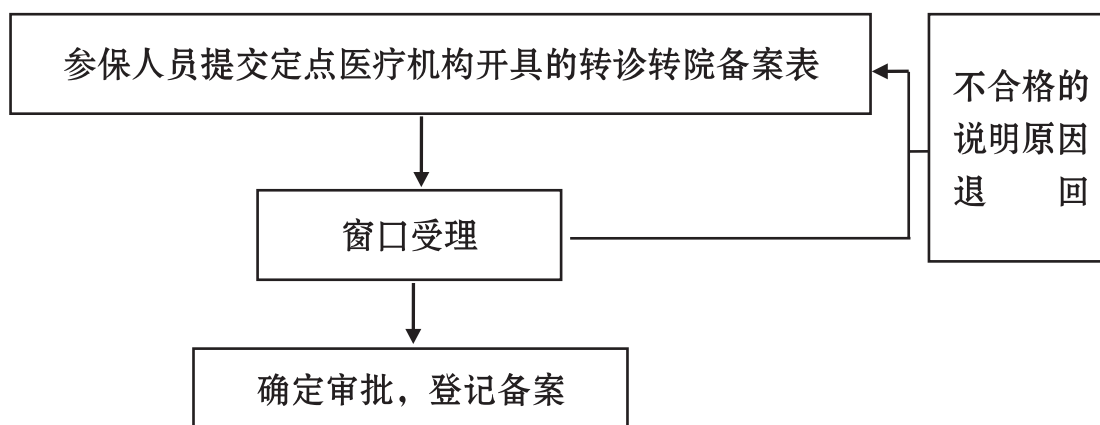 参保人员提交定点医疗机构开具的转诊转院备案表
不合格的
说明原因
退 回
窗口受理
确定审批，登记备案